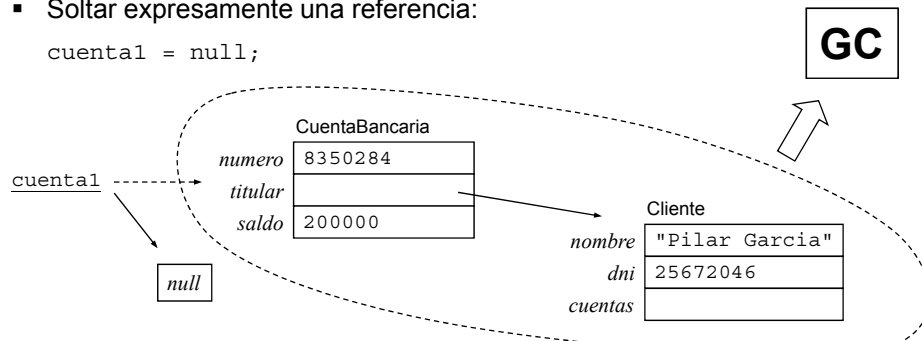 ▪ Soltar expresamente una referencia:
cuenta1 = null;
GC
CuentaBancaria
numero 8350284
cuenta1
titular
saldo 200000
Cliente
nombre "Pilar Garcia"
dni 25672046
cuentas
null